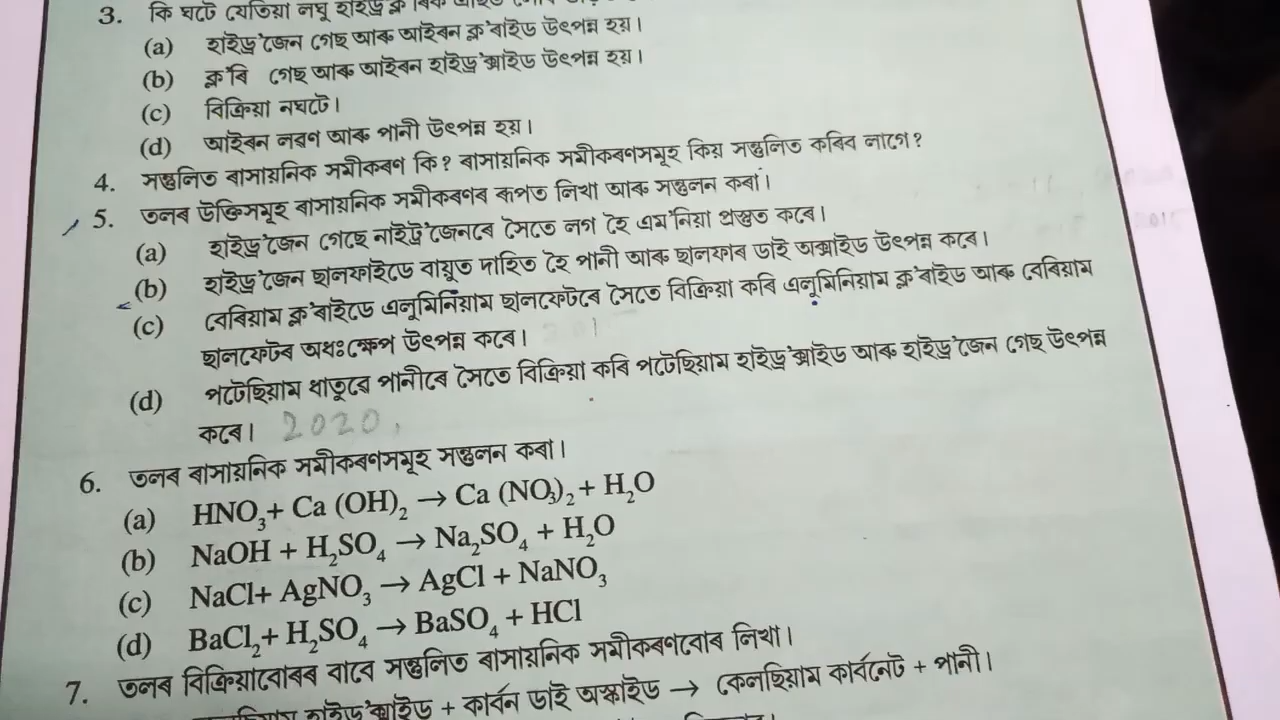 3. কি ঘটে যেতিয়া লঘু
(a) হাইড্ৰ'জেন গেছ আৰু আইৰন ক্ল'ৰাইড উৎপন্ন হয়।
(b) ক্ল'ৰি গেছ আৰু আইৰন হাইড্ৰ'ক্সাইড উৎপন্ন হয়।
(c) বিক্ৰিয়া নঘটে।
(d) আইৰন লৱণ আৰু পানী উৎপন্ন হয়।
4. সন্তুলিত ৰাসায়নিক সমীকৰণ কি? ৰাসায়নিক সমীকৰণসমূহ কিয় সন্তুলিত কৰিব লাগে?
5. তলৰ উক্তিসমূহ ৰাসায়নিক সমীকৰণৰ ৰূপত লিখা আৰু সন্তুলন কৰা।
(a) হাইড্ৰ'জেন গেছে নাইট্ৰ'জেনৰে সৈতে লগ হৈ এম'নিয়া প্ৰস্তুত কৰে।
(b) হাইড্ৰ'জেন ছালফাইডে বায়ুত দাহিত হৈ পানী আৰু ছালফাৰ ডাই অক্সাইড উৎপন্ন কৰে।
(c) বেৰিয়াম ক্ল'ৰাইডে এলুমিনিয়াম ছালফেটৰে সৈতে বিক্ৰিয়া কৰি এলুমিনিয়াম ক্ল'ৰাইড আৰু বেৰিয়াম
ছালফেটৰ অধঃক্ষেপ উৎপন্ন কৰে।
(d) পটেছিয়াম ধাতুৱে পানীৰে সৈতে বিক্ৰিয়া কৰি পটেছিয়াম হাইড্ৰ'ক্সাইড আৰু হাইড্ৰ'জেন গেছ উৎপন্ন
কৰে। 2020,
6. তলৰ ৰাসায়নিক সমীকৰণসমূহ সন্তুলন কৰা।
(a) HNO₃+ Ca (OH)₂ → Ca (NO₃)₂ + H₂O
(b) NaOH + H₂SO₄ → Na₂SO₄ + H₂O
(c) NaCl+ AgNO₃ → AgCl + NaNO₃
(d) BaCl₂+ H₂SO₄ → BaSO₄ + HCl
7. তলৰ বিক্ৰিয়াবোৰৰ বাবে সন্তুলিত ৰাসায়নিক সমীকৰণবোৰ লিখা।
হাইড্ৰ'ক্সাইড + কাৰ্বন ডাই অক্সাইড → কেলছিয়াম কাৰ্বনেট + পানী।